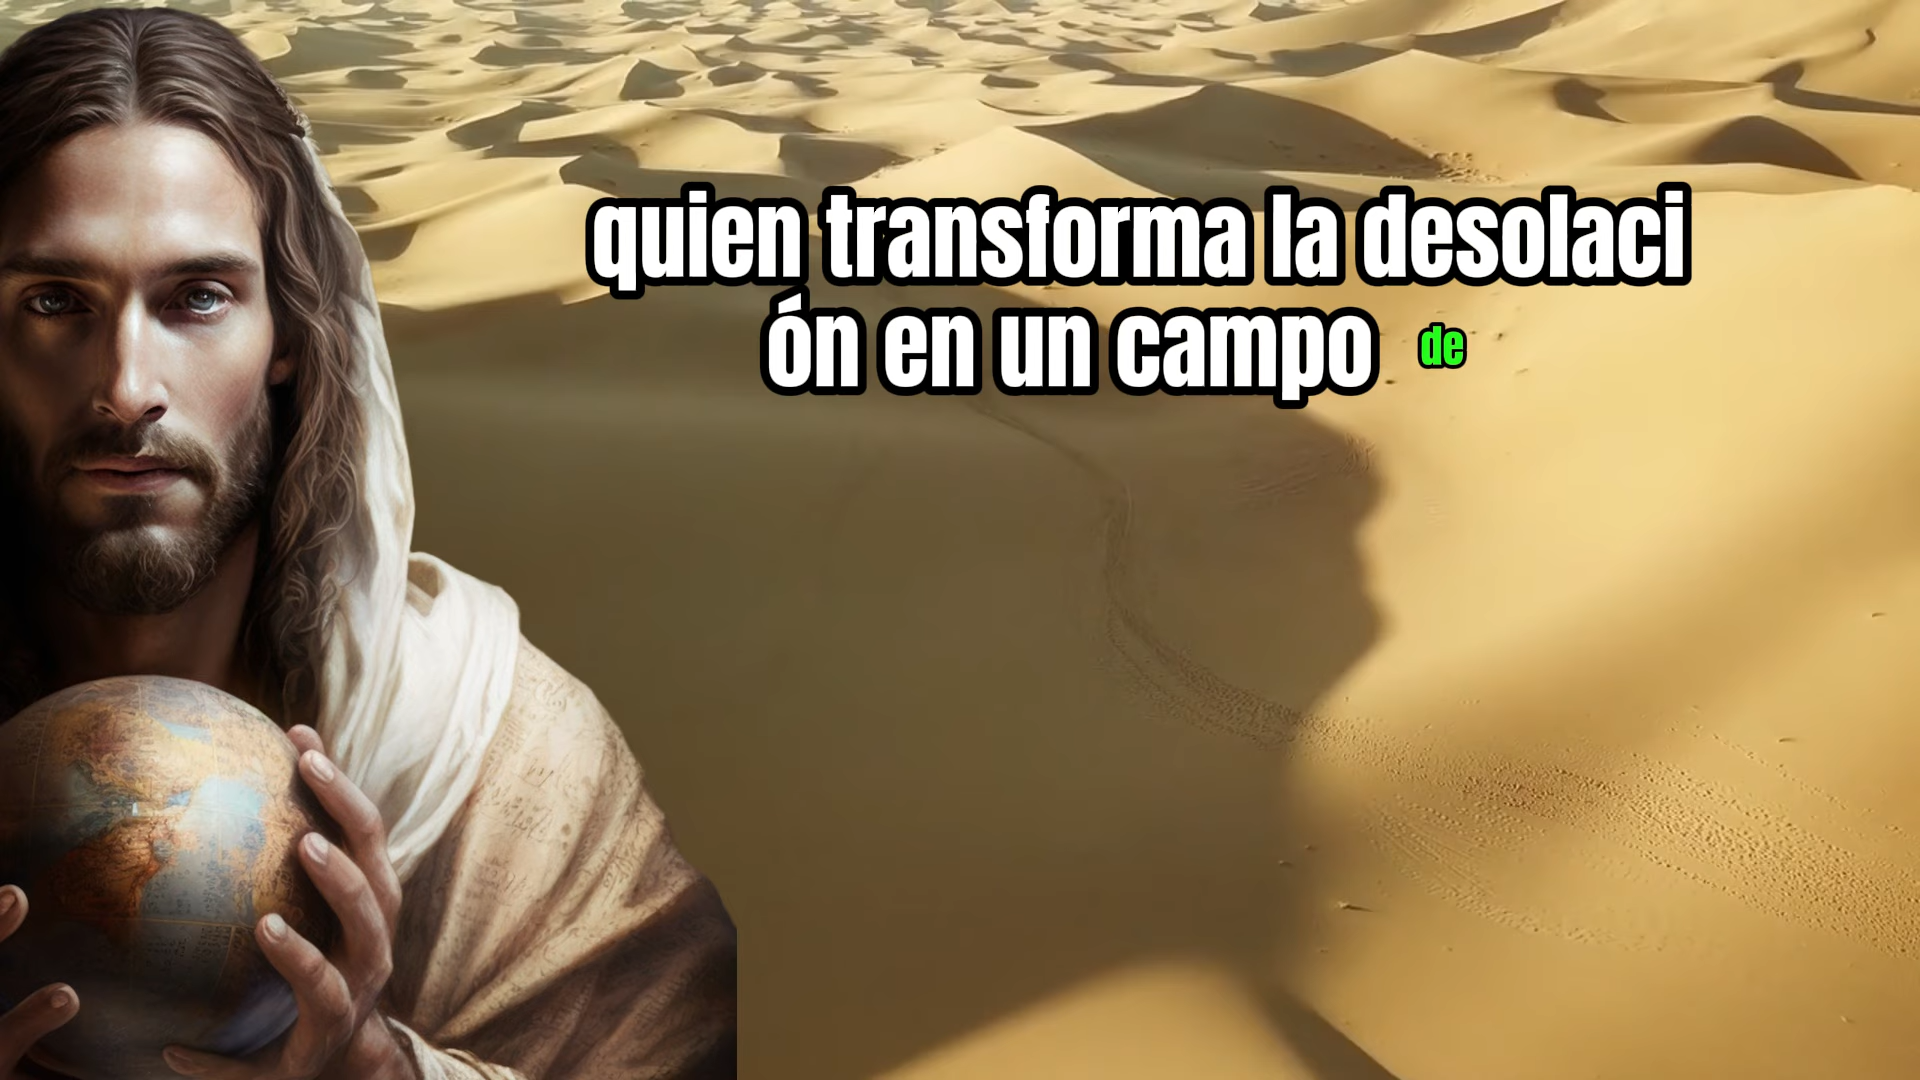 quien transforma la desolaci
ón en un campo de